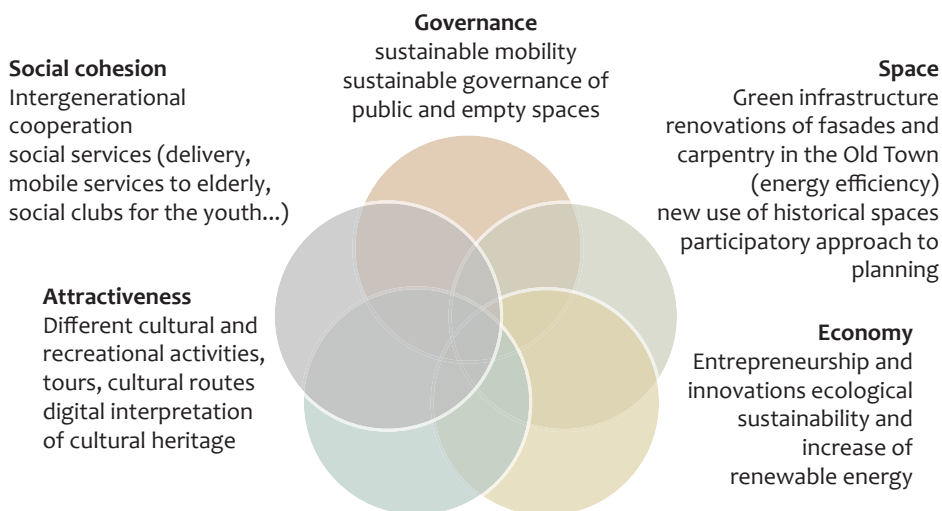 Governance
sustainable mobility
sustainable governance of
public and empty spaces
Social cohesion
Intergenerational
cooperation
social services (delivery,
mobile services to elderly,
social clubs for the youth...)
Space
Green infrastructure
renovations of fasades and
carpentry in the Old Town
(energy efficiency)
new use of historical spaces
participatory approach to
planning
Attractiveness
Different cultural and
recreational activities,
tours, cultural routes
digital interpretation
of cultural heritage
Economy
Entrepreneurship and
innovations ecological
sustainability and
increase of
renewable energy